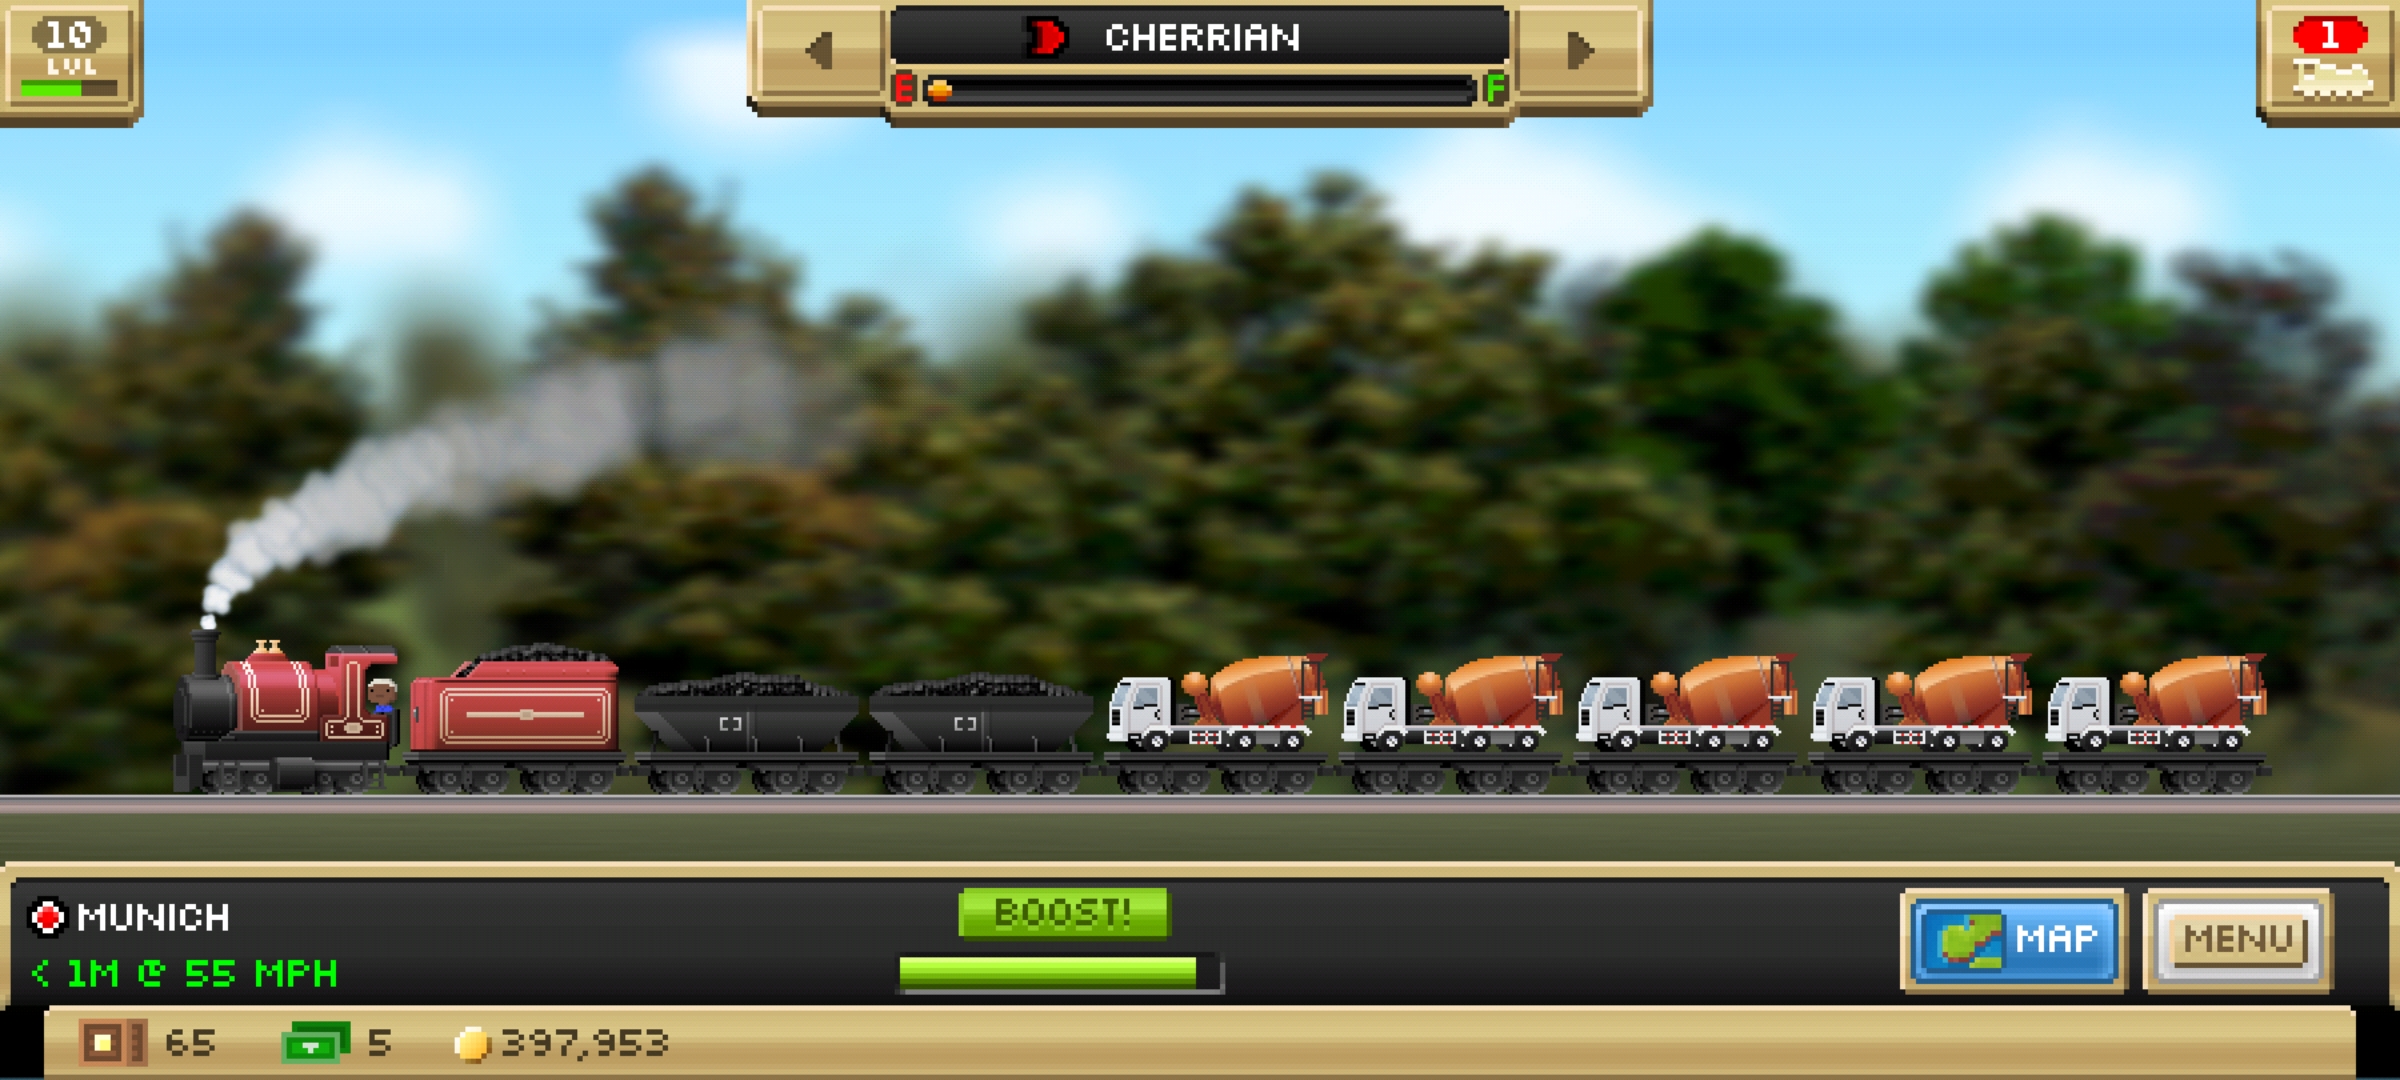 10
LVL
CHERRIAN
E F
1
MUNICH
< 1M @ 55 MPH
BOOST!
MAP
MENU
65 5 397,953